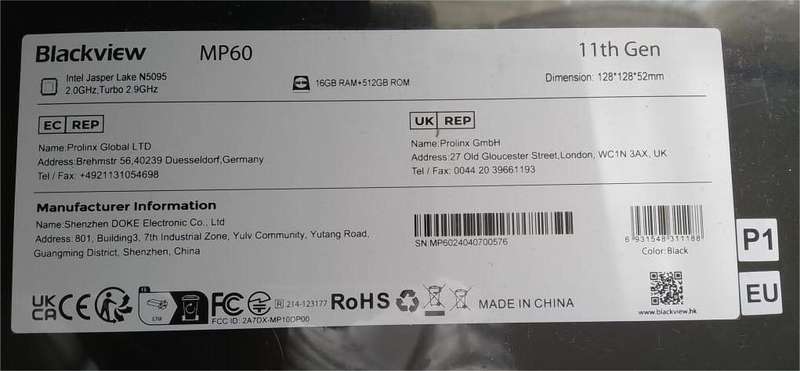 Blackview MP60 11th Gen
Intel Jasper Lake N5095
2.0GHz,Turbo 2.9GHz
16GB RAM+512GB ROM
Dimension: 128*128*52mm
EC REP
Name:Prolinx Global LTD
Address:Brehmstr 56,40239 Duesseldorf,Germany
Tel / Fax: +4921131054698
UK REP
Name:Prolinx GmbH
Address:27 Old Gloucester Street,London, WC1N 3AX, UK
Tel / Fax: 0044 20 39661193
Manufacturer Information
Name:Shenzhen DOKE Electronic Co., Ltd
Address: 801, Building3, 7th Industrial Zone, Yulv Community, Yutang Road,
Guangming District, Shenzhen, China
SN:MP6024040700576
6 931548 311188
Color:Black
P1
EU
UK
CA
CE
FC
R 214-123177
RoHS
MADE IN CHINA
FCC ID: 2A7DX-MP10DP00
www.blackview.hk